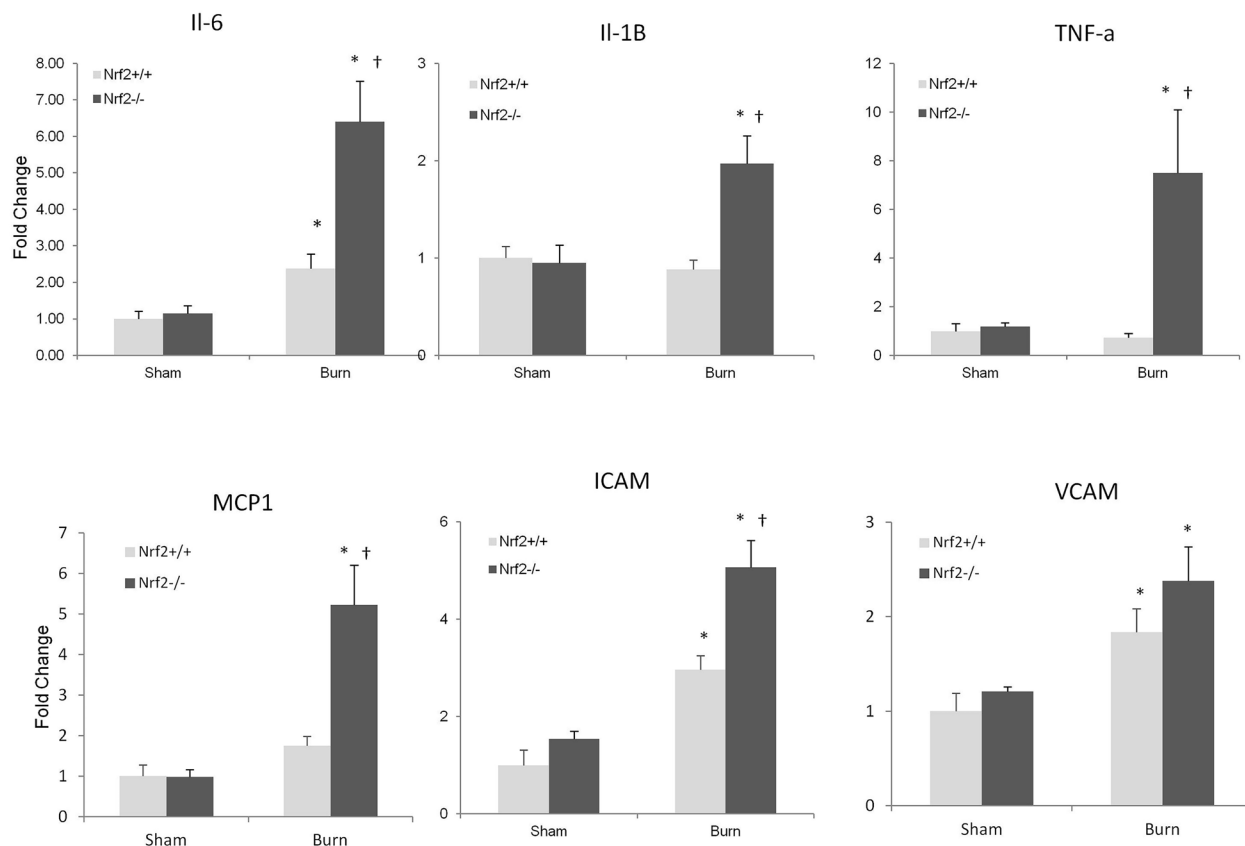 Il-6
Fold Change
8.00
7.00
6.00
5.00
4.00
3.00
2.00
1.00
0.00
Nrf2+/+
Nrf2-/-
* †
*
Sham Burn
Il-1B
3
2
1
0
Nrf2+/+
Nrf2-/-
* †
Sham Burn
TNF-a
12
10
8
6
4
2
0
Nrf2+/+
Nrf2-/-
* †
Sham Burn
MCP1
Fold Change
7
6
5
4
3
2
1
0
Nrf2+/+
Nrf2-/-
* †
Sham Burn
ICAM
6
4
2
0
Nrf2+/+
Nrf2-/-
* †
*
Sham Burn
VCAM
3
2
1
0
Nrf2+/+
Nrf2-/-
*
*
Sham Burn